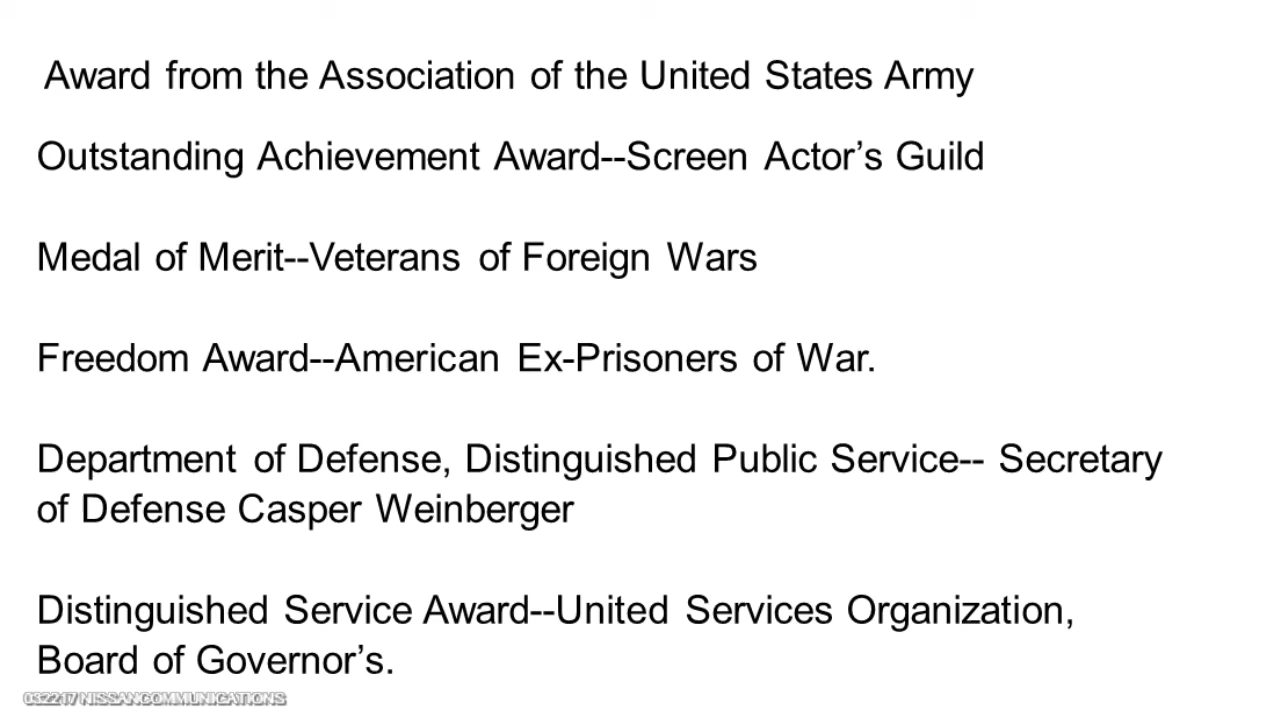 Award from the Association of the United States Army
Outstanding Achievement Award--Screen Actor’s Guild
Medal of Merit--Veterans of Foreign Wars
Freedom Award--American Ex-Prisoners of War.
Department of Defense, Distinguished Public Service-- Secretary
of Defense Casper Weinberger
Distinguished Service Award--United Services Organization,
Board of Governor’s.
032217 NISSANCOMMUNICATIONS